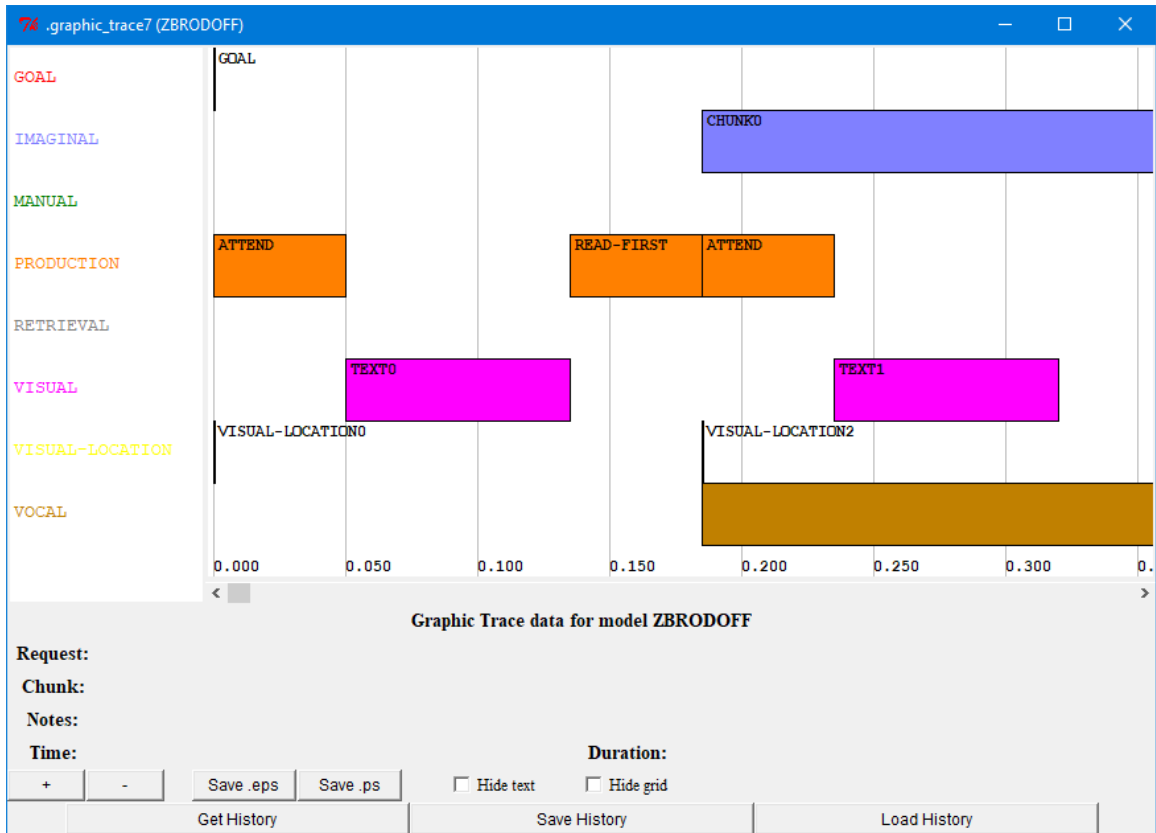 .graphic_trace7 (ZBRODOFF)
GOAL
GOAL
IMAGINAL
CHUNK0
MANUAL
PRODUCTION
ATTEND READ-FIRST ATTEND
RETRIEVAL
VISUAL
TEXT0 TEXT1
VISUAL-LOCATION
VISUAL-LOCATION0 VISUAL-LOCATION2
VOCAL
0.000 0.050 0.100 0.150 0.200 0.250 0.300 0.
Graphic Trace data for model ZBRODOFF
Request:
Chunk:
Notes:
Time: Duration:
+ - Save .eps Save .ps Hide text Hide grid
Get History Save History Load History